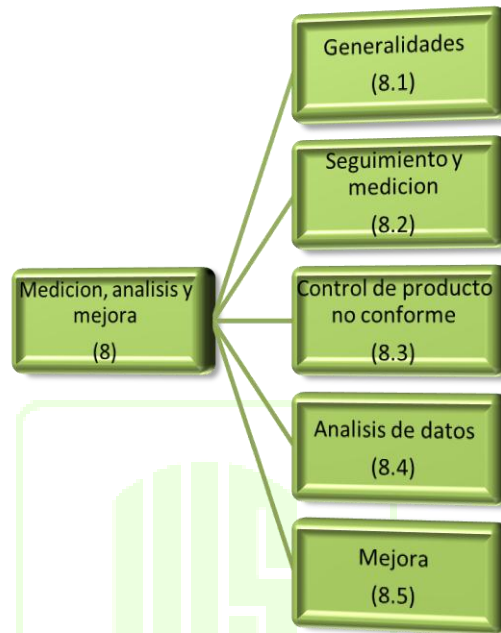 Generalidades
(8.1)
Seguimiento y
medicion
(8.2)
Medicion, analisis y
mejora
(8)
Control de producto
no conforme
(8.3)
Analisis de datos
(8.4)
Mejora
(8.5)